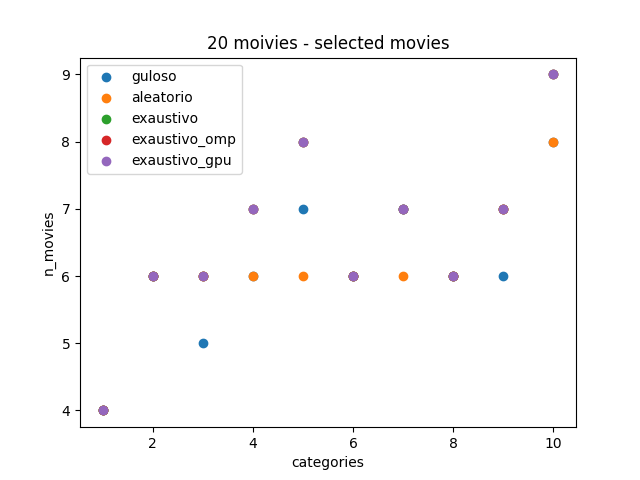 20 moivies - selected movies
guloso
aleatorio
exaustivo
exaustivo_omp
exaustivo_gpu
n_movies
9
8
7
6
5
4
2 4 6 8 10
categories